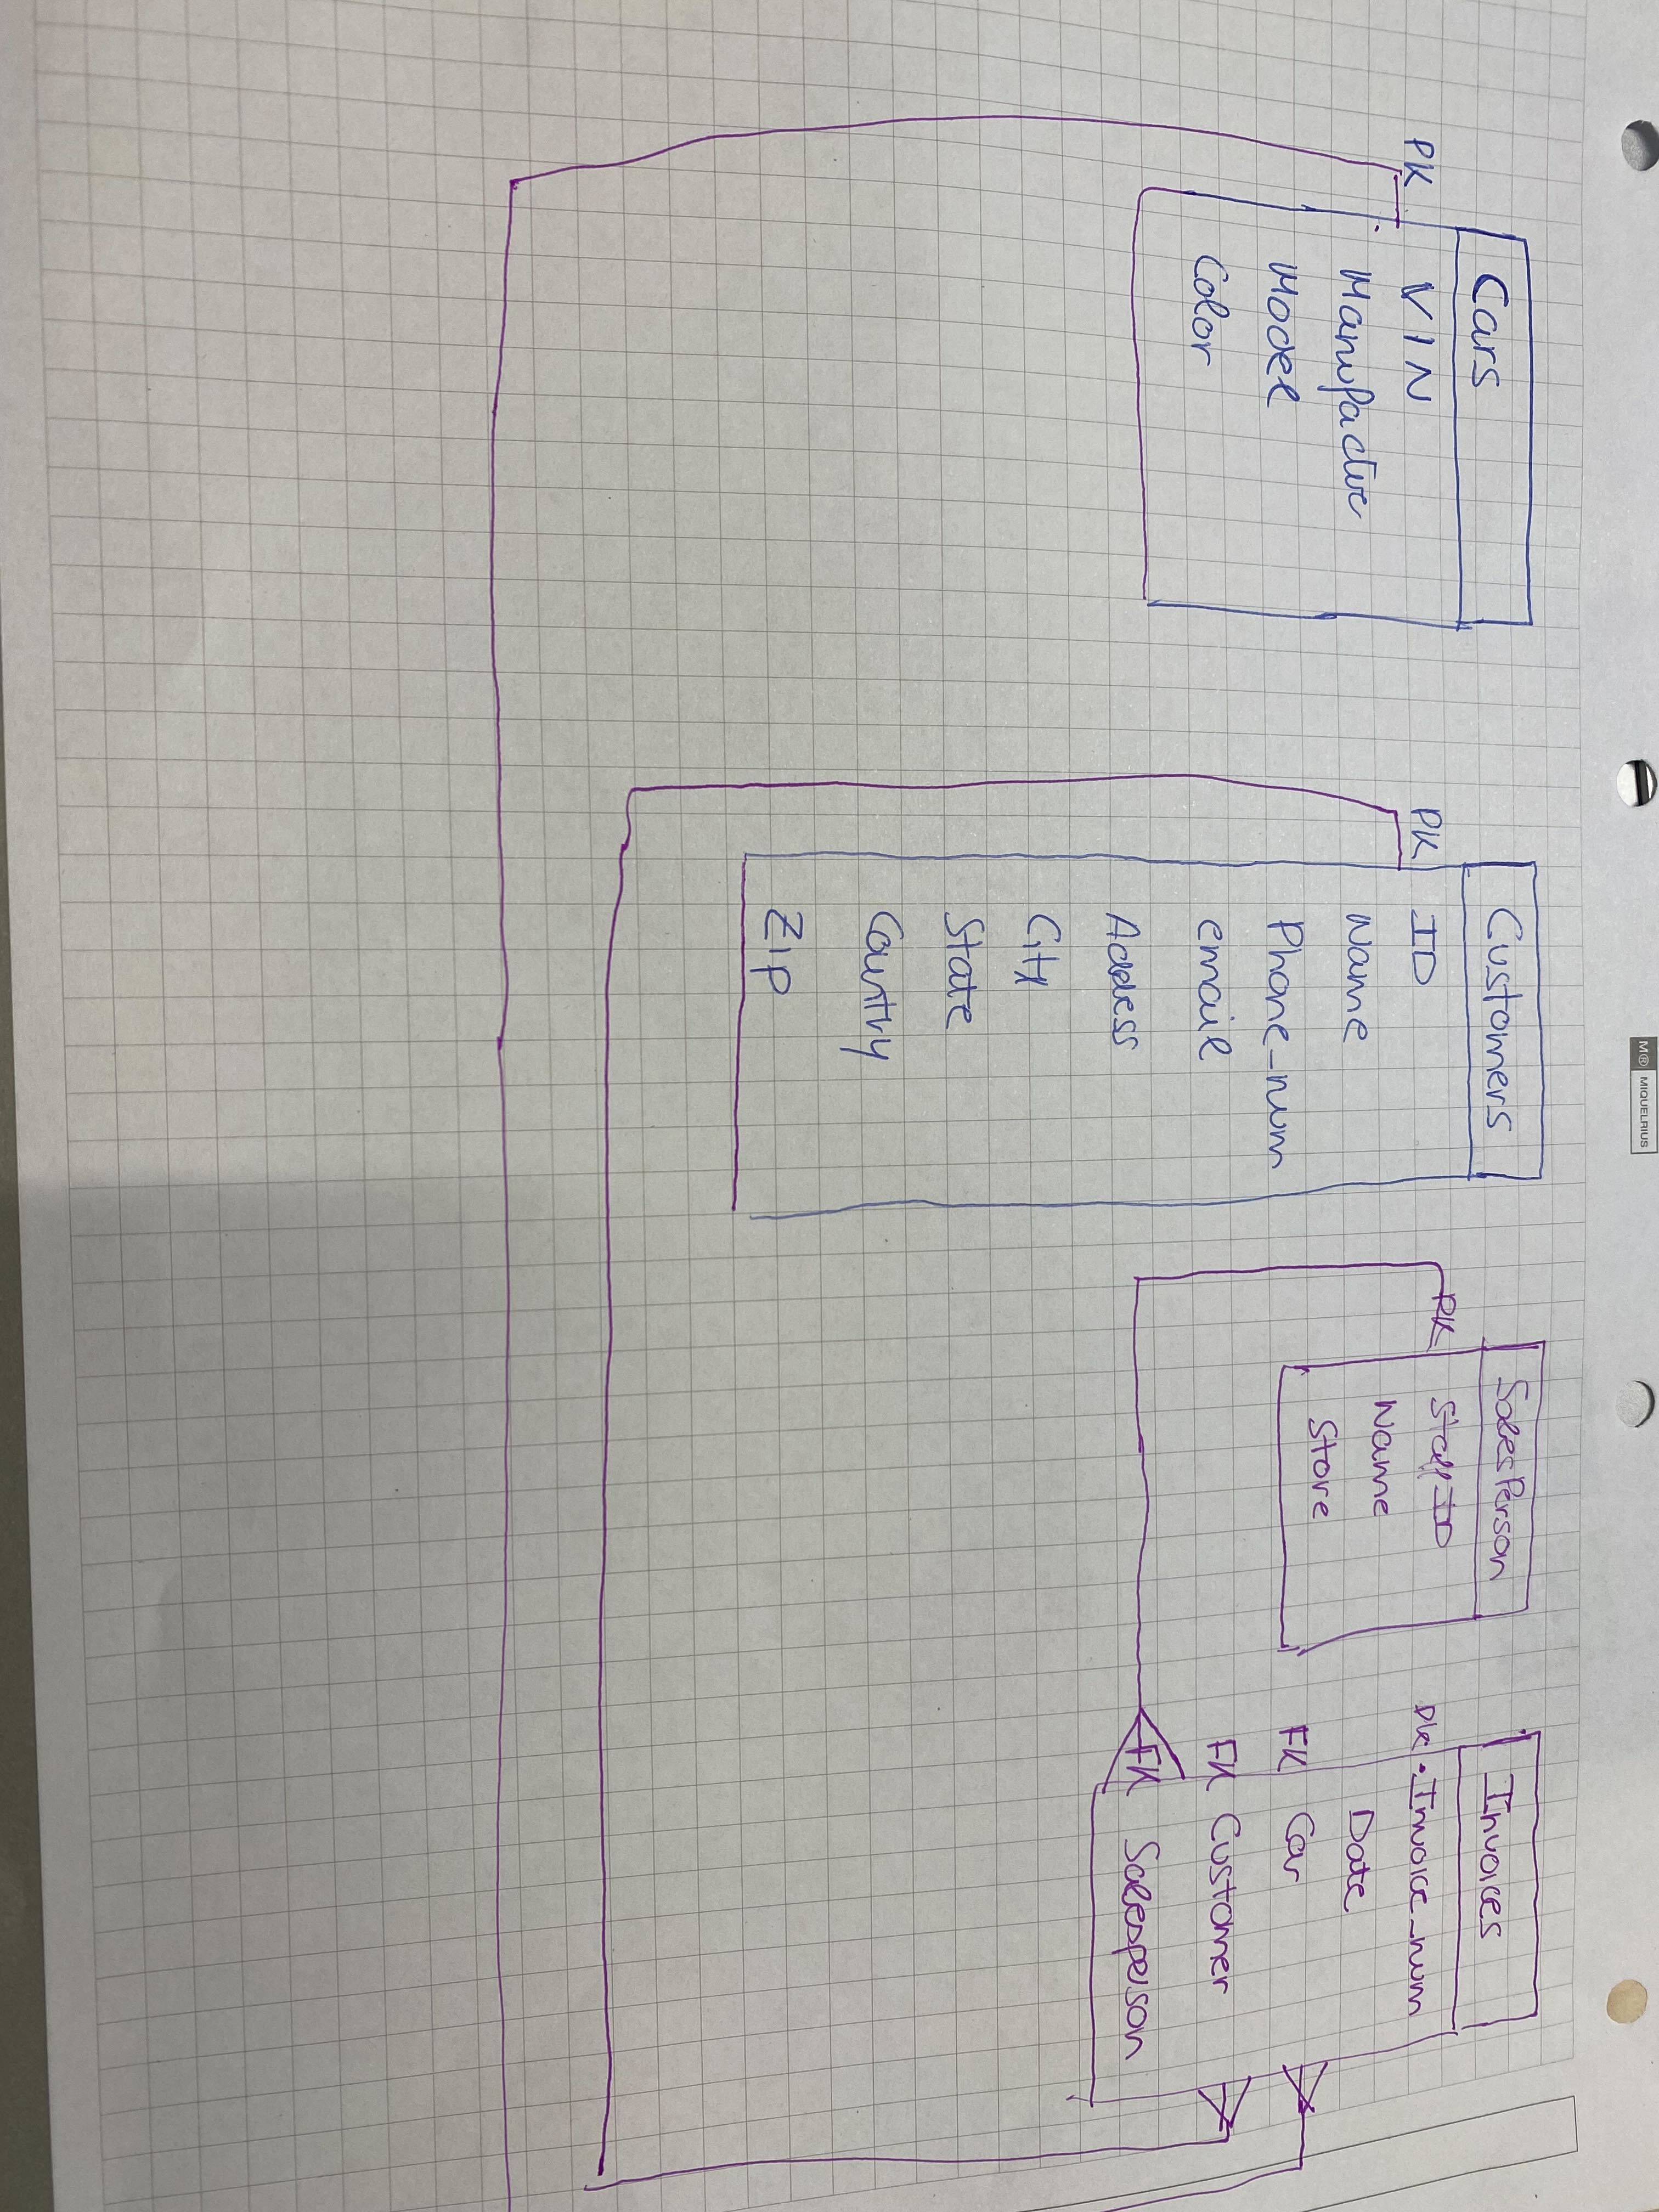 Cars
PK VIN
Manufacture
Model
Color
Customers
PK ID
Name
Phone_num
email
Address
City
State
Country
Zip
SalesPerson
PK Staff ID
Name
Store
Invoices
PK Invoice_num
Date
FK Car
FK Customer
FK Salesperson
M® MIQUELRIUS